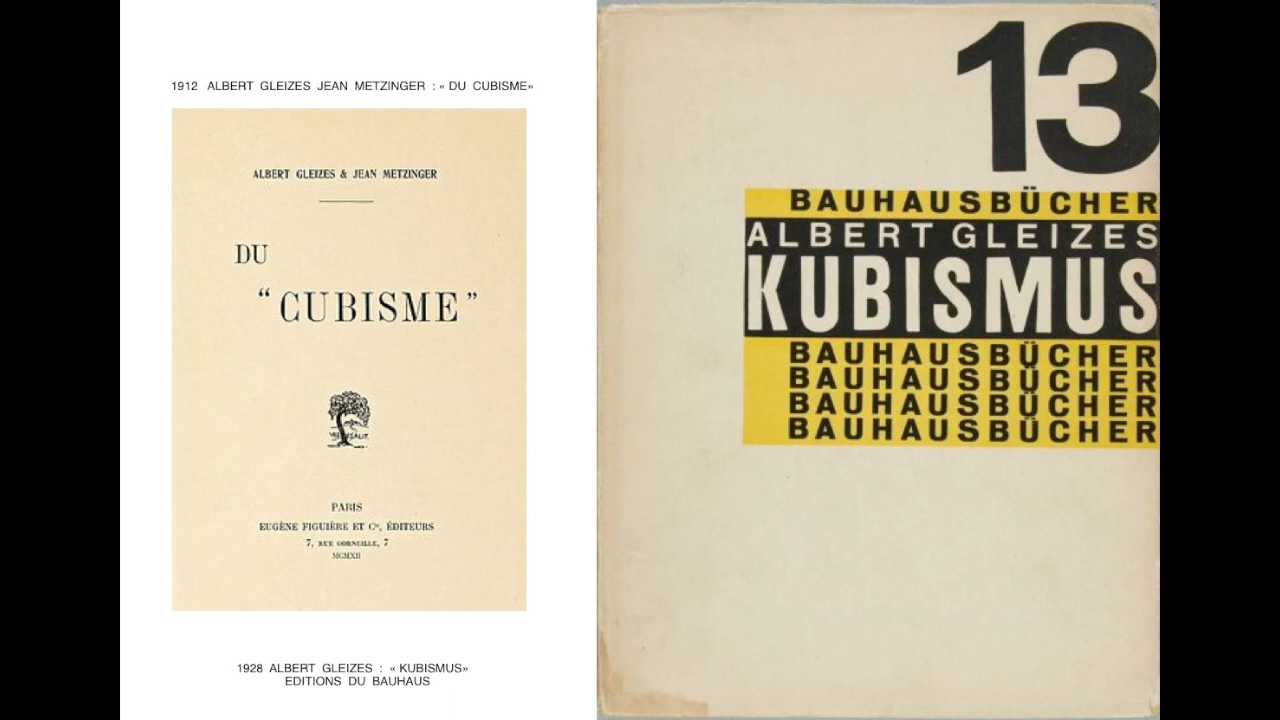 1912 ALBERT GLEIZES JEAN METZINGER : « DU CUBISME»
ALBERT GLEIZES & JEAN METZINGER
DU
“ CUBISME ”
PARIS
EUGÈNE FIGUIÈRE ET Cie, ÉDITEURS
7, RUE CORNEILLE, 7
MCMXII
1928 ALBERT GLEIZES : « KUBISMUS»
EDITIONS DU BAUHAUS
13
BAUHAUSBÜCHER
ALBERT GLEIZES
KUBISMUS
BAUHAUSBÜCHER
BAUHAUSBÜCHER
BAUHAUSBÜCHER
BAUHAUSBÜCHER